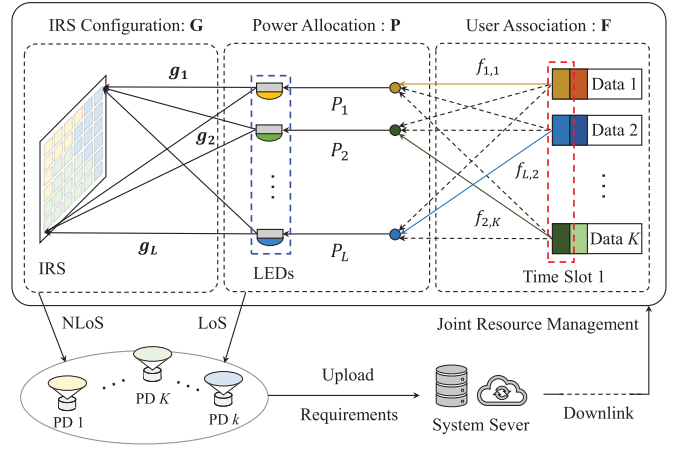 IRS Configuration: G
Power Allocation : P
User Association : F
g1
g2
gL
IRS
P1
P2
PL
LEDs
f1,1
fL,2
f2,K
Data 1
Data 2
Data K
Time Slot 1
NLoS
LoS
Joint Resource Management
PD 1
PD K
PD k
Upload
Requirements
System Sever
Downlink